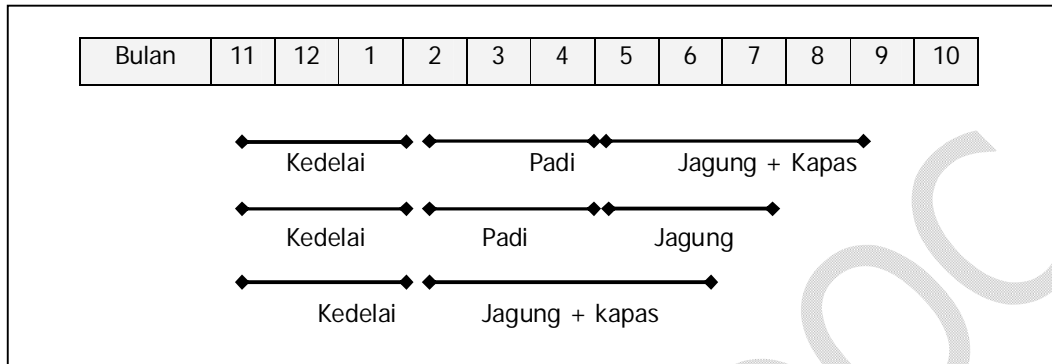 Bulan 11 12 1 2 3 4 5 6 7 8 9 10
Kedelai Padi Jagung + Kapas
Kedelai Padi Jagung
Kedelai Jagung + kapas